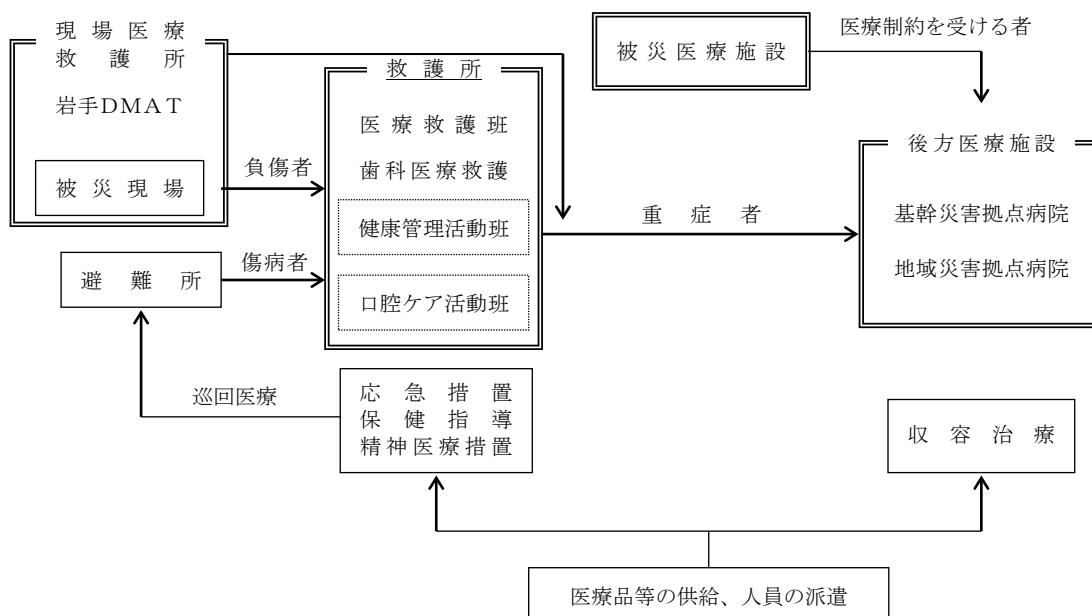 現場医療
救護所
岩手DMAT
被災現場
負傷者
避難所
傷病者
救護所
医療救護班
歯科医療救護
健康管理活動班
口腔ケア活動班
被災医療施設
医療制約を受ける者
重症者
後方医療施設
基幹災害拠点病院
地域災害拠点病院
巡回医療
応急措置
保健指導
精神医療措置
収容治療
医療品等の供給、人員の派遣